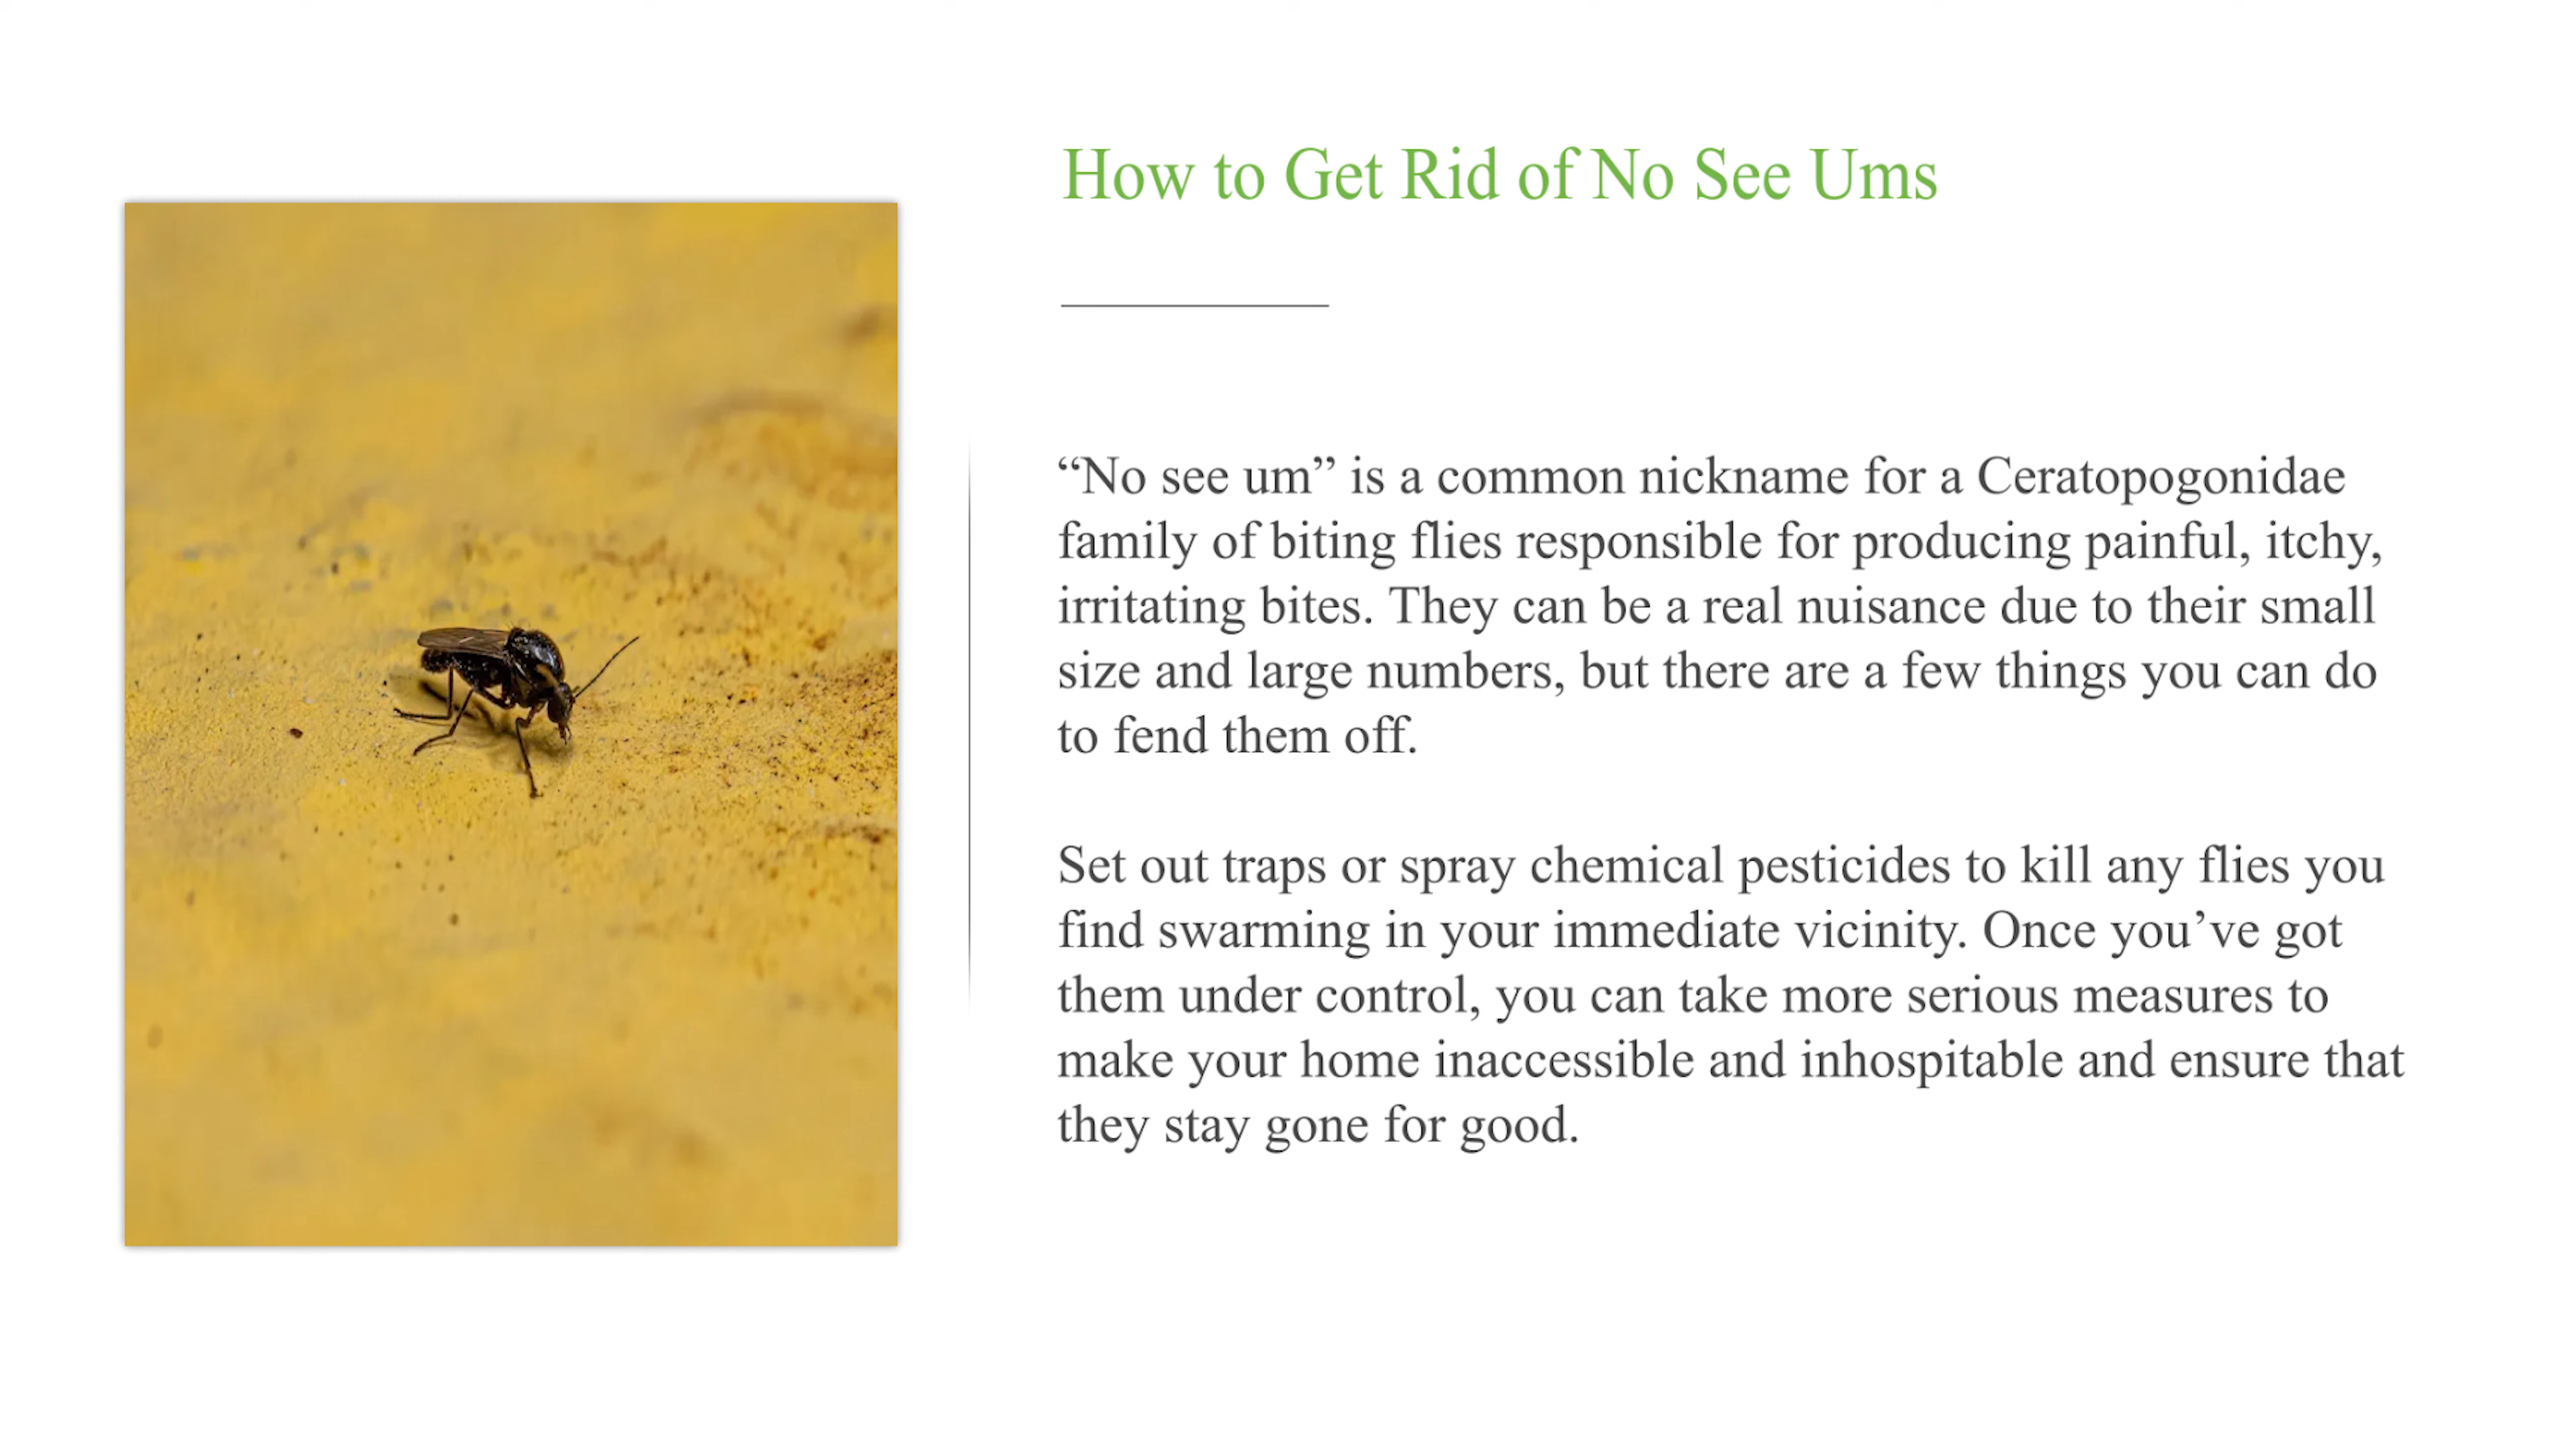 How to Get Rid of No See Ums
“No see um” is a common nickname for a Ceratopogonidae
family of biting flies responsible for producing painful, itchy,
irritating bites. They can be a real nuisance due to their small
size and large numbers, but there are a few things you can do
to fend them off.
Set out traps or spray chemical pesticides to kill any flies you
find swarming in your immediate vicinity. Once you’ve got
them under control, you can take more serious measures to
make your home inaccessible and inhospitable and ensure that
they stay gone for good.